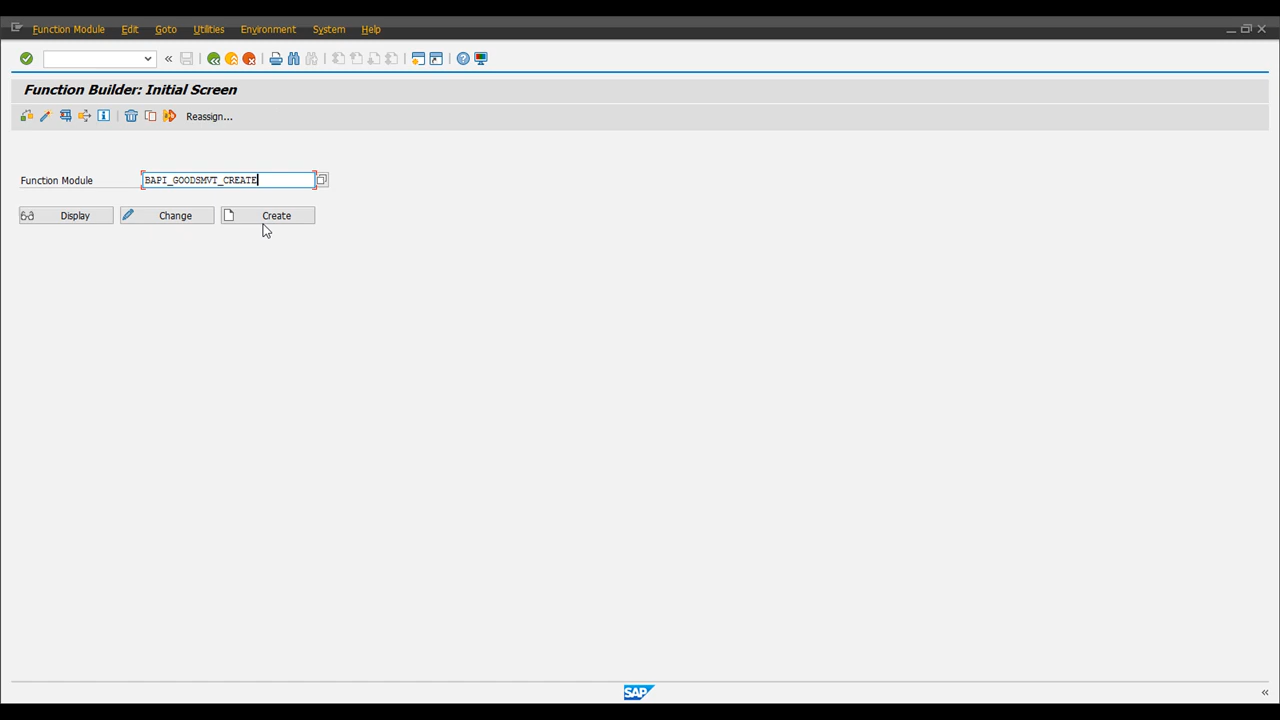 Function Module Edit Goto Utilities Environment System Help
Function Builder: Initial Screen
Reassign...
Function Module BAPI_GOODSMVT_CREATE
Display Change Create
SAP